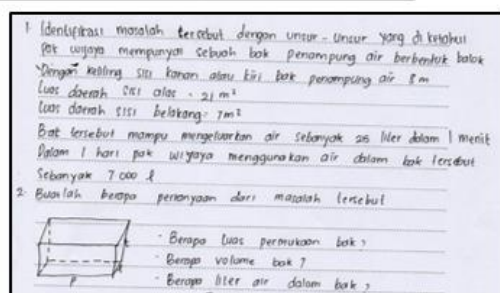 1. Identifikasi masalah tersebut dengan unsur - unsur yang di ketahui
Pak wijaya mempunyai sebuah bak penampung air berbentuk balok
Dengan keliling sisi kanan atau kiri bak penampung air 8 m
Luas daerah sisi alas = 21 m²
Luas daerah sisi belakang = 7m²
Bak tersebut mampu mengeluarkan air sebanyak 25 liter dalam 1 menit
Dalam 1 hari pak wijaya menggunakan air dalam bak tersebut
Sebanyak 7 000 l
2. Buatlah berapa pertanyaan dari masalah tersebut
- Berapa luas permukaan bak ?
- Berapa volume bak ?
- Berapa liter air dalam bak ?
P